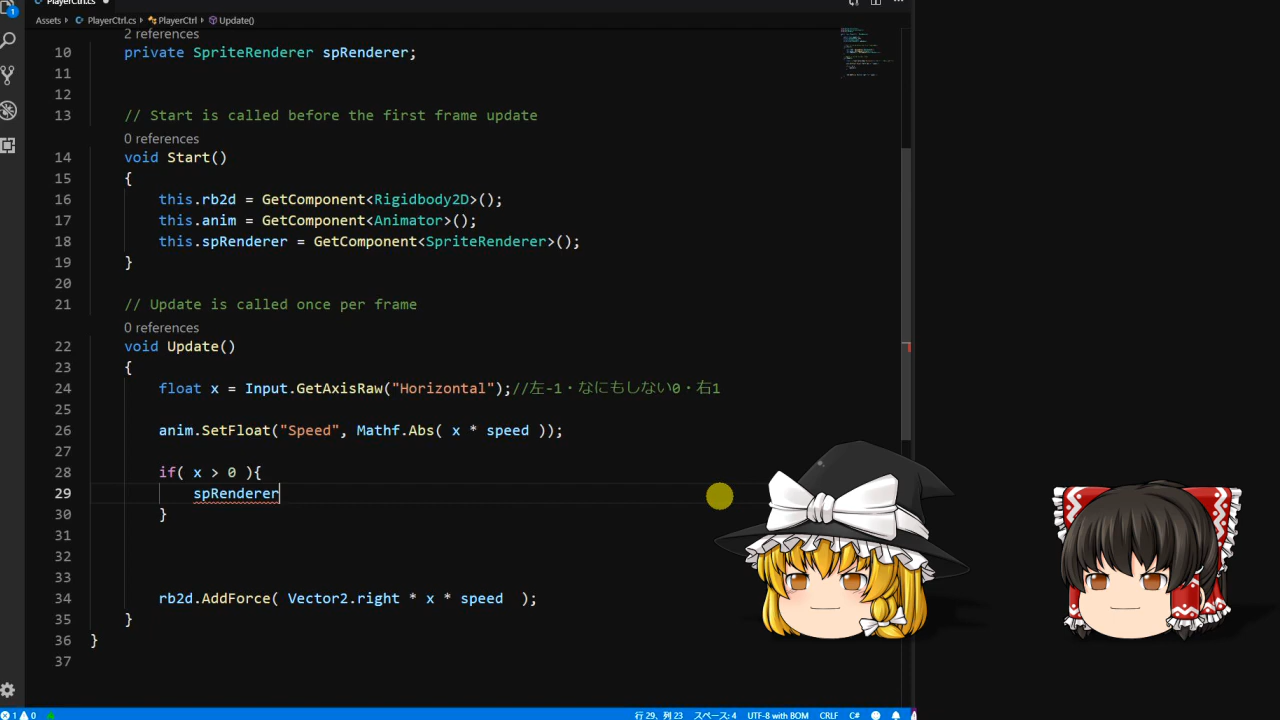 PlayerCtrl.cs
1
Assets PlayerCtrl.cs PlayerCtrl Update()
2 references
10 private SpriteRenderer spRenderer;
11
12
13 // Start is called before the first frame update
0 references
14 void Start()
15 {
16 this.rb2d = GetComponent<Rigidbody2D>();
17 this.anim = GetComponent<Animator>();
18 this.spRenderer = GetComponent<SpriteRenderer>();
19 }
20
21 // Update is called once per frame
0 references
22 void Update()
23 {
24 float x = Input.GetAxisRaw("Horizontal");//左-1・なにもしない0・右1
25
26 anim.SetFloat("Speed", Mathf.Abs( x * speed ));
27
28 if( x > 0 ){
29 spRenderer
30 }
31
32
33
34 rb2d.AddForce( Vector2.right * x * speed );
35 }
36 }
37
1 0 行 29、列 23 スペース: 4 UTF-8 with BOM CRLF C#